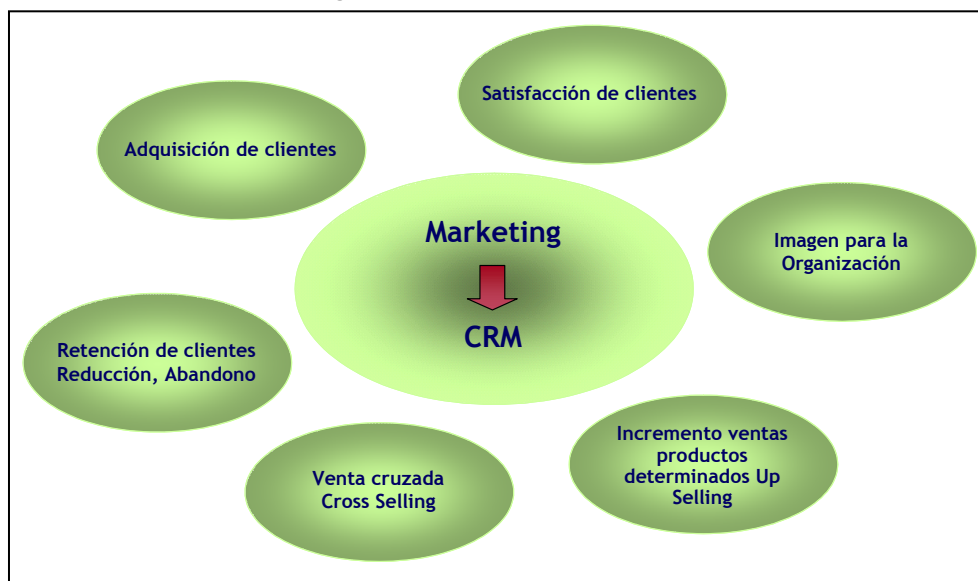 Satisfacción de clientes
Adquisición de clientes
Marketing
CRM
Imagen para la
Organización
Retención de clientes
Reducción, Abandono
Venta cruzada
Cross Selling
Incremento ventas
productos
determinados Up
Selling